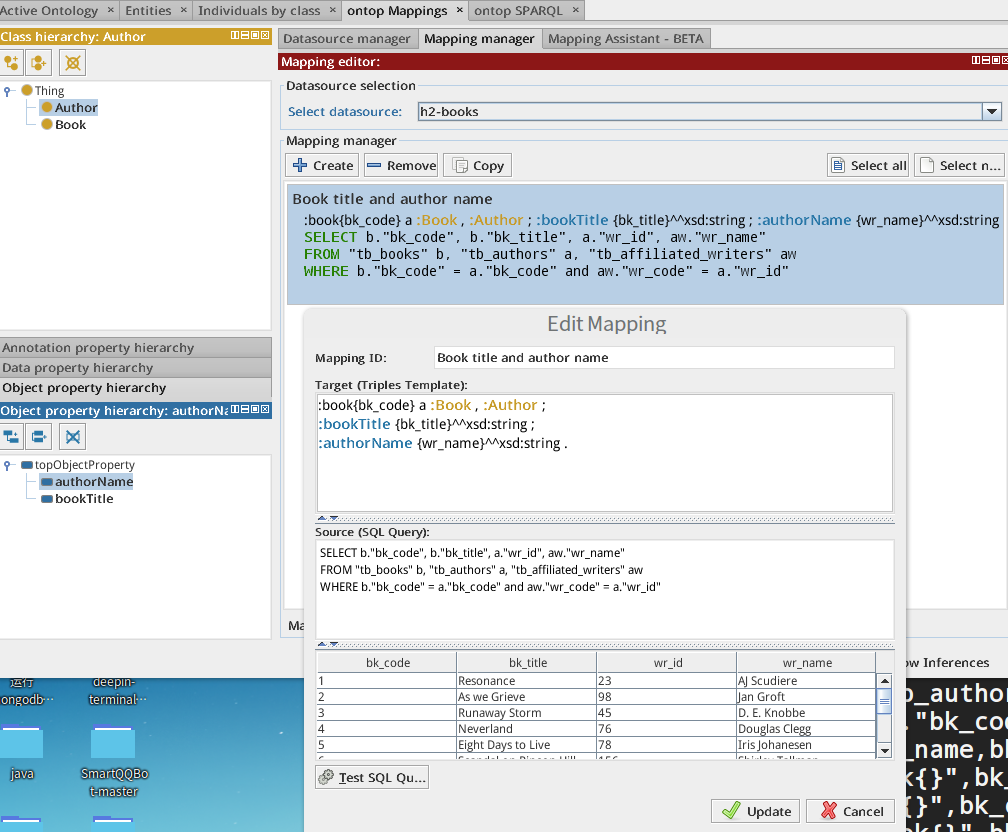 Active Ontology × Entities × Individuals by class × ontop Mappings × ontop SPARQL ×
Class hierarchy: Author
Thing
Author
Book
Annotation property hierarchy
Data property hierarchy
Object property hierarchy
Object property hierarchy: authorNa
topObjectProperty
authorName
bookTitle
Datasource manager Mapping manager Mapping Assistant - BETA
Mapping editor:
Datasource selection
Select datasource: h2-books
Mapping manager
Create Remove Copy Select all Select n...
Book title and author name
:book{bk_code} a :Book , :Author ; :bookTitle {bk_title}^^xsd:string ; :authorName {wr_name}^^xsd:string
SELECT b."bk_code", b."bk_title", a."wr_id", aw."wr_name"
FROM "tb_books" b, "tb_authors" a, "tb_affiliated_writers" aw
WHERE b."bk_code" = a."bk_code" and aw."wr_code" = a."wr_id"
Edit Mapping
Mapping ID: Book title and author name
Target (Triples Template):
:book{bk_code} a :Book , :Author ;
:bookTitle {bk_title}^^xsd:string ;
:authorName {wr_name}^^xsd:string .
Source (SQL Query):
SELECT b."bk_code", b."bk_title", a."wr_id", aw."wr_name"
FROM "tb_books" b, "tb_authors" a, "tb_affiliated_writers" aw
WHERE b."bk_code" = a."bk_code" and aw."wr_code" = a."wr_id"
bk_code bk_title wr_id wr_name
1 Resonance 23 AJ Scudiere
2 As we Grieve 98 Jan Groft
3 Runaway Storm 45 D. E. Knobbe
4 Neverland 76 Douglas Clegg
5 Eight Days to Live 78 Iris Johanesen
Test SQL Qu...
Update Cancel
Ma
ow Inferences
运行
ongodb···
deepin-
terminal···
java
SmartQQBo
t-master
b_author
."bk_cod
_name,bk
k{}",bk_
{}",bk_c